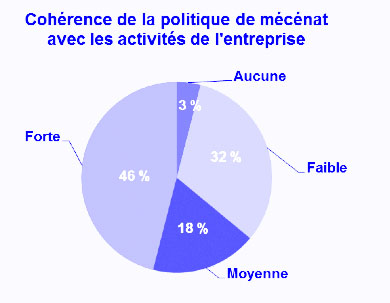 Cohérence de la politique de mécénat
avec les activités de l'entreprise
Aucune
3 %
Forte
32 %
46 %
Faible
18 %
Moyenne